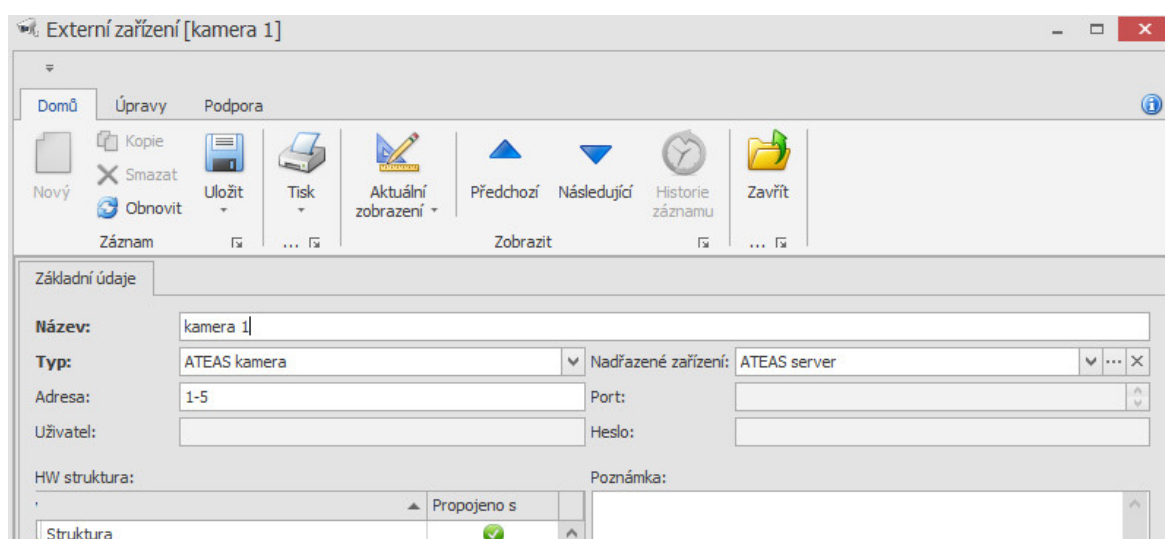 Externí zařízení [kamera 1]
Domů Úpravy Podpora
Nový
Kopie
Smazat
Obnovit
Uložit
Tisk
Aktuální
zobrazení
Předchozí
Následující
Historie
záznamu
Zavřít
Záznam ... Zobrazit ...
Základní údaje
Název: kamera 1
Typ: ATEAS kamera Nadřazené zařízení: ATEAS server
Adresa: 1-5 Port:
Uživatel: Heslo:
HW struktura: Poznámka:
Propojeno s
Struktura